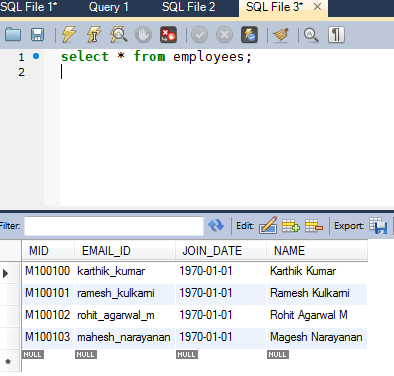 SQL File 1* Query 1 SQL File 2 SQL File 3* ×
1 select * from employees;
2
Filter: Edit: Export:
MID EMAIL_ID JOIN_DATE NAME
M100100 karthik_kumar 1970-01-01 Karthik Kumar
M100101 ramesh_kulkarni 1970-01-01 Ramesh Kulkarni
M100102 rohit_agarwal_m 1970-01-01 Rohit Agarwal M
M100103 mahesh_narayanan 1970-01-01 Magesh Narayanan
* NULL NULL NULL NULL